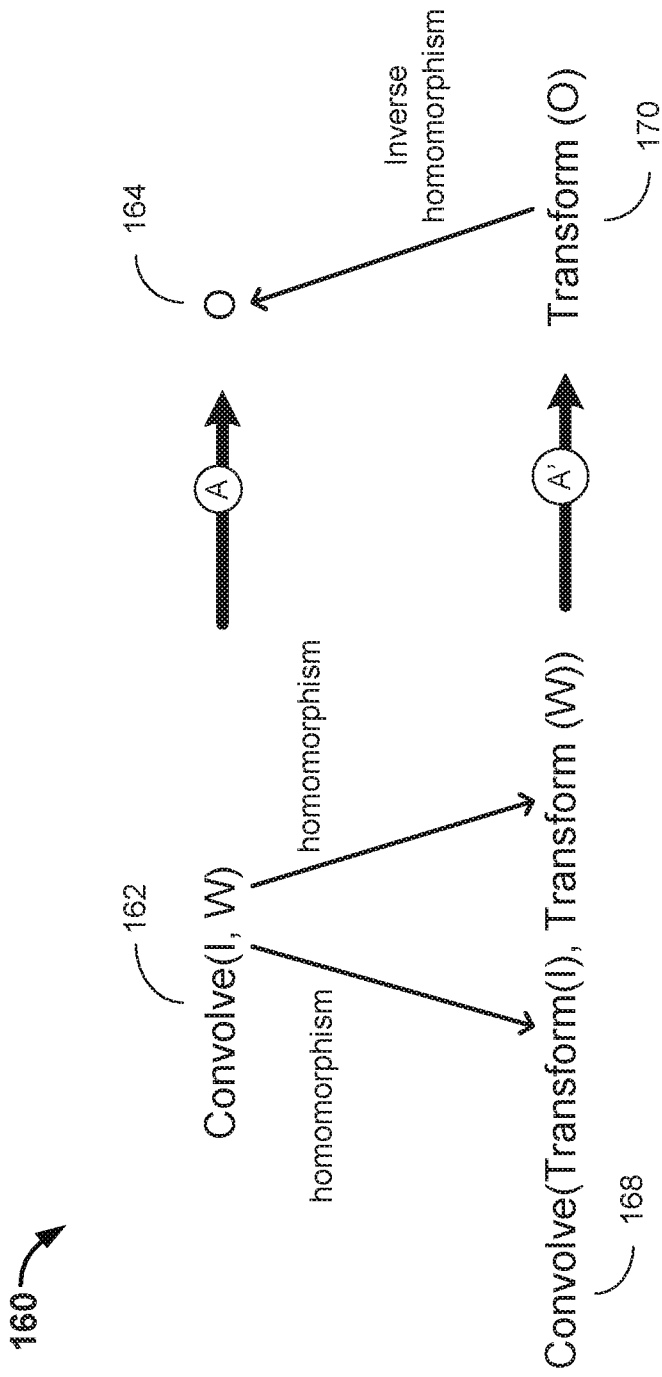 160
162
164
Convolve(I, W)
A
O
homomorphism
homomorphism
Inverse
homomorphism
Convolve(Transform(I), Transform (W))
A'
Transform (O)
168
170